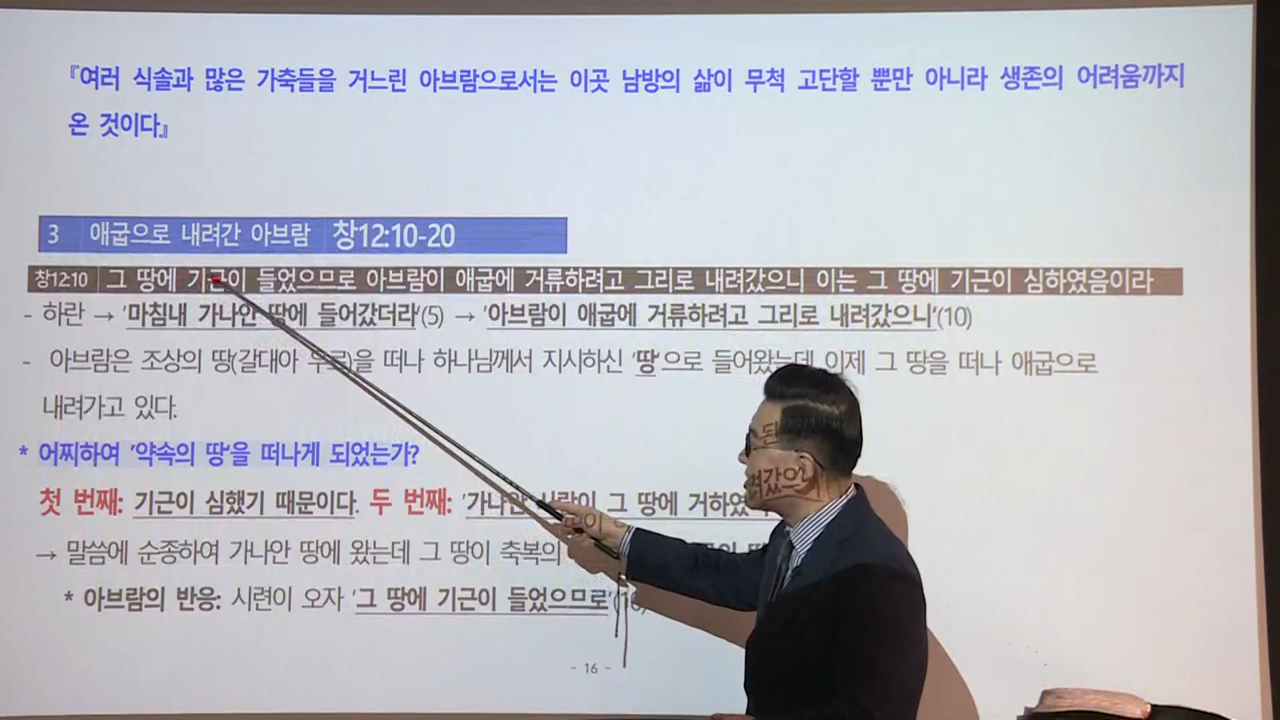 『여러 식솔과 많은 가축들을 거느린 아브람으로서는 이곳 남방의 삶이 무척 고단할 뿐만 아니라 생존의 어려움까지
온 것이다』
3 애굽으로 내려간 아브람 창12:10-20
창12:10 그 땅에 기근이 들었으므로 아브람이 애굽에 거류하려고 그리로 내려갔으니 이는 그 땅에 기근이 심하였음이라
- 하란 → '마침내 가나안 땅에 들어갔더라'(5) → '아브람이 애굽에 거류하려고 그리로 내려갔으니'(10)
- 아브람은 조상의 땅(갈대아 우르)을 떠나 하나님께서 지시하신 '땅'으로 들어왔는데 이제 그 땅을 떠나 애굽으로
내려가고 있다.
* 어찌하여 '약속의 땅'을 떠나게 되었는가?
첫 번째: 기근이 심했기 때문이다. 두 번째: '가나안 사람이 그 땅에 거하였
→ 말씀에 순종하여 가나안 땅에 왔는데 그 땅이 축복의
* 아브람의 반응: 시련이 오자 '그 땅에 기근이 들었으므로'(10)
- 16 -